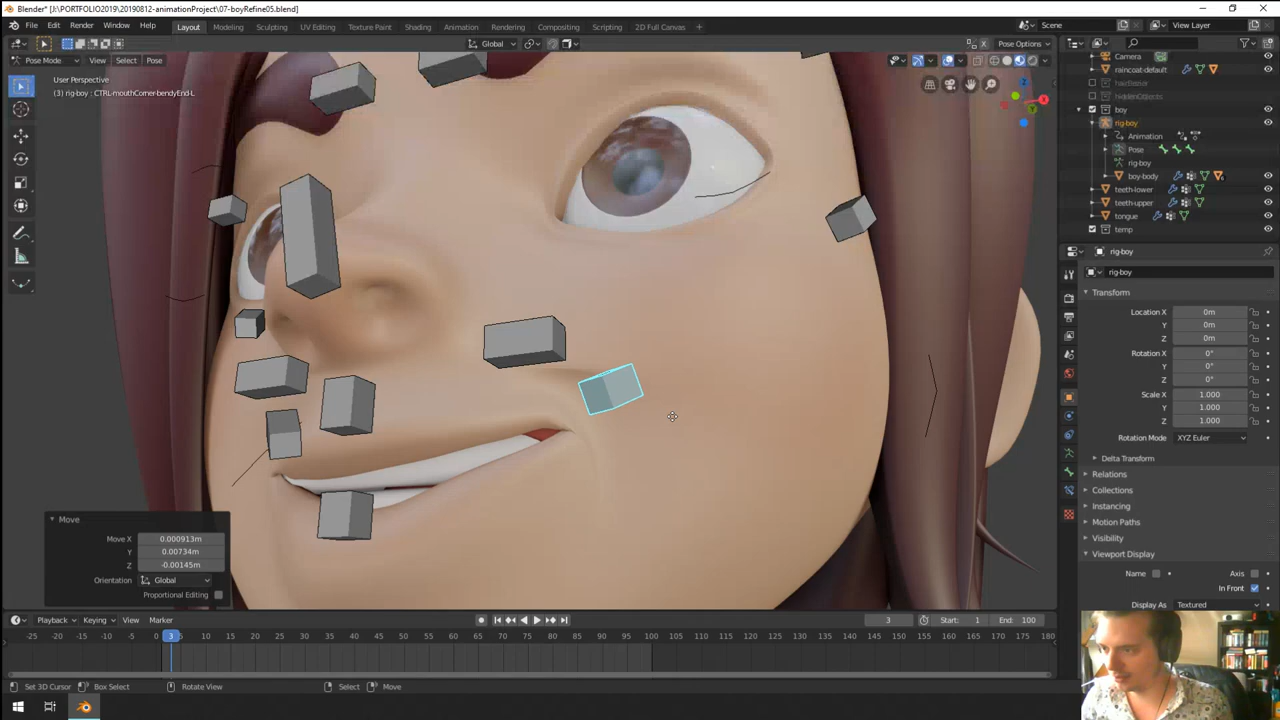 Blender* [J:\PORTFOLIO2019\20190812-animationProject\07-boyRefine05.blend]
File Edit Render Window Help Layout Modeling Sculpting UV Editing Texture Paint Shading Animation Rendering Compositing Scripting 2D Full Canvas + Scene View Layer
Global Pose Options
Pose Mode View Select Pose
User Perspective
(3) rig-boy : CTRL-mouthCorner-bendyEnd-L
Camera
raincoat-default
hiddenObjects
boy
rig-boy
Animation
Pose
rig-boy
boy-body
teeth-lower
teeth-upper
tongue
temp
rig-boy
rig-boy
Transform
Location X 0m
Y 0m
Z 0m
Rotation X 0°
Y 0°
Z 0°
Scale X 1.000
Y 1.000
Z 1.000
Rotation Mode XYZ Euler
Delta Transform
Relations
Collections
Instancing
Motion Paths
Visibility
Viewport Display
Name Axis
In Front
Display As Textured
Move
Move X 0.000913m
Y 0.00734m
Z -0.00145m
Orientation Global
Proportional Editing
Playback Keying View Marker 3 Start: 1 End: 100
-25 -20 -15 -10 -5 0 3 5 10 15 20 25 30 35 40 45 50 55 60 65 70 75 80 85 90 95 100 105 110 115 120 125 130 135 140 145 150 155 160 165 170 175 180
Set 3D Cursor Box Select Rotate View Select Move